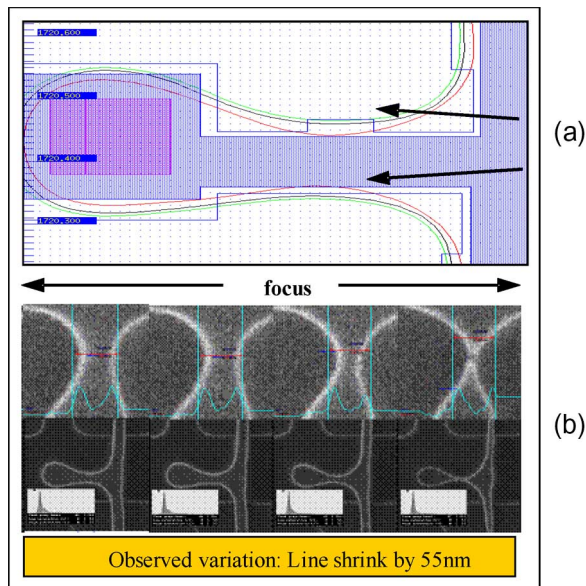 1720,600
1720,500
(a)
1720,400
1720,300
focus
(b)
Observed variation: Line shrink by 55nm